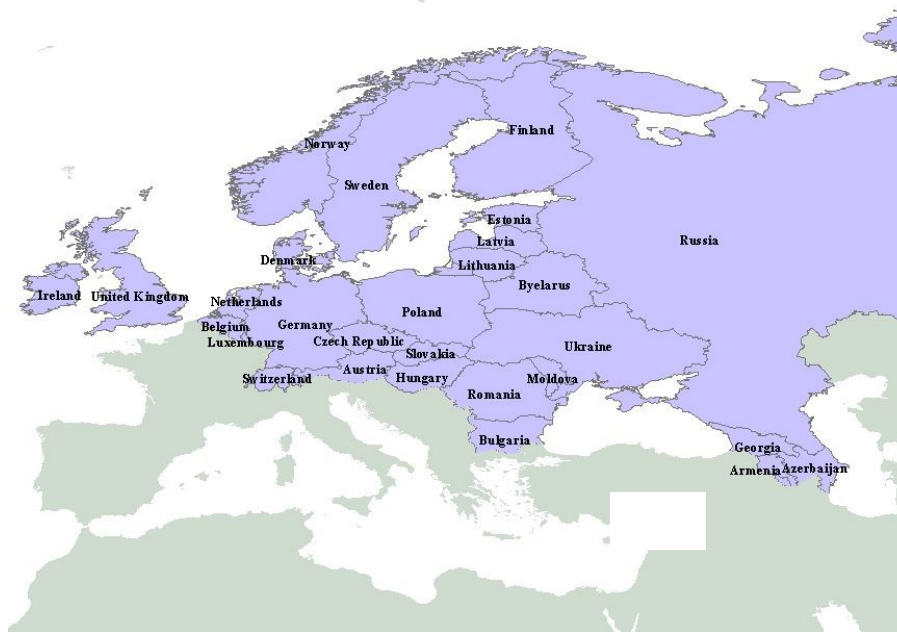 Finland
Norway
Sweden
Estonia
Russia
Latvia
Denmark
Lithuania
Byelarus
Ireland
United Kingdom
Netherlands
Poland
Belgium
Germany
Luxembourg
Czech Republic
Ukraine
Slovakia
Austria
Switzerland
Hungary
Moldova
Romania
Bulgaria
Georgia
Armenia
Azerbaijan